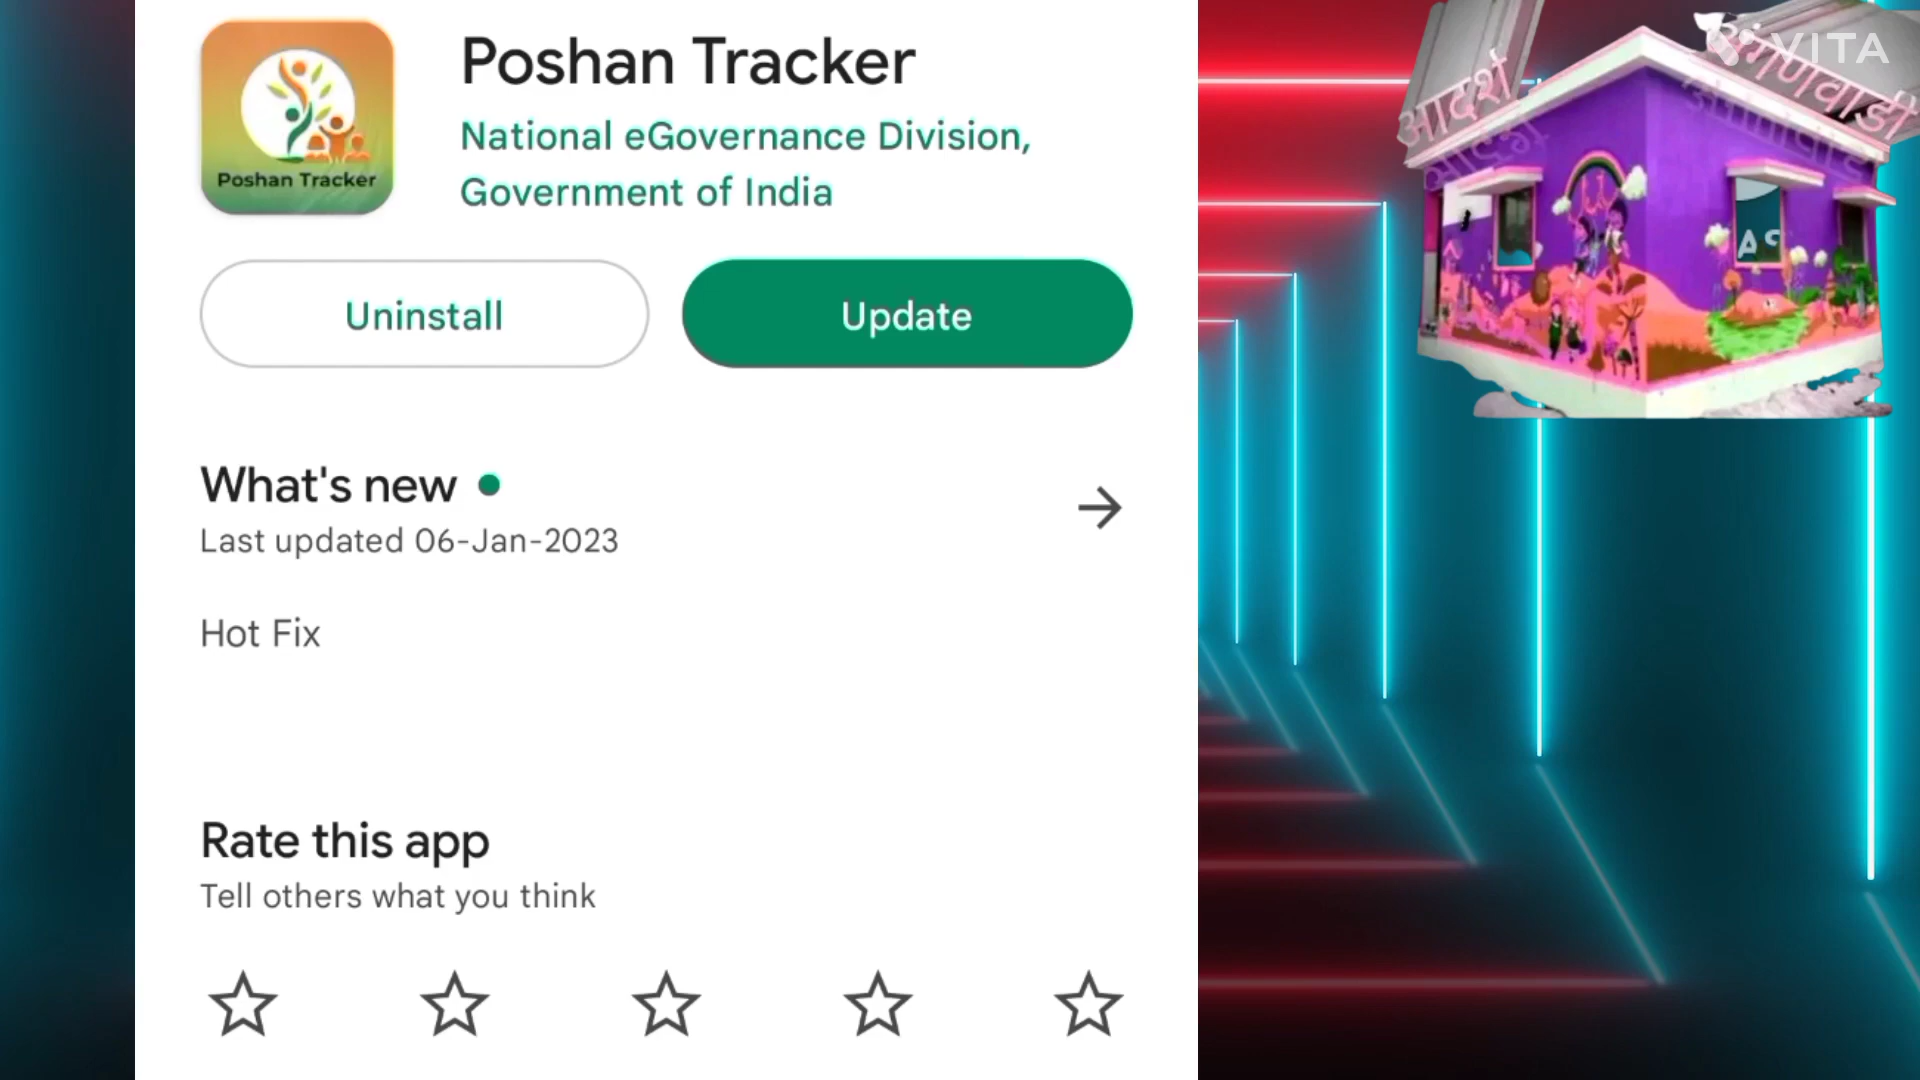 Poshan Tracker
Poshan Tracker
National eGovernance Division,
Government of India
Uninstall
Update
What's new
Last updated 06-Jan-2023
Hot Fix
Rate this app
Tell others what you think
VITA
आदर्श